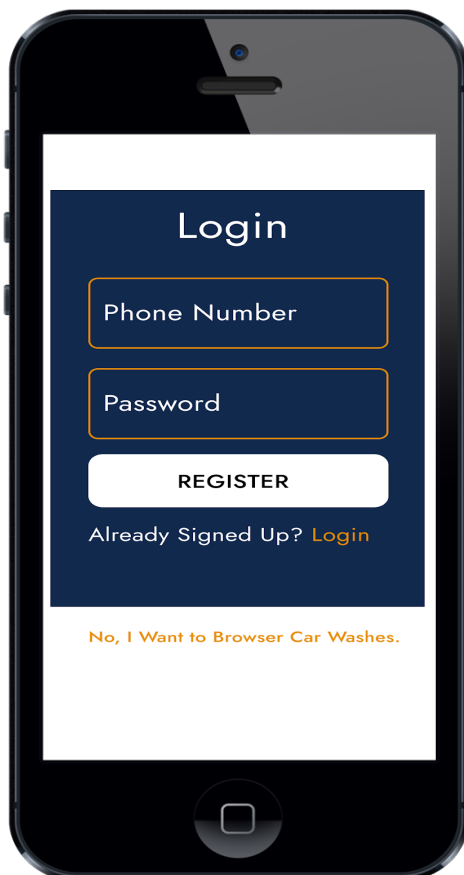 Login
Phone Number
Password
REGISTER
Already Signed Up? Login
No, I Want to Browser Car Washes.